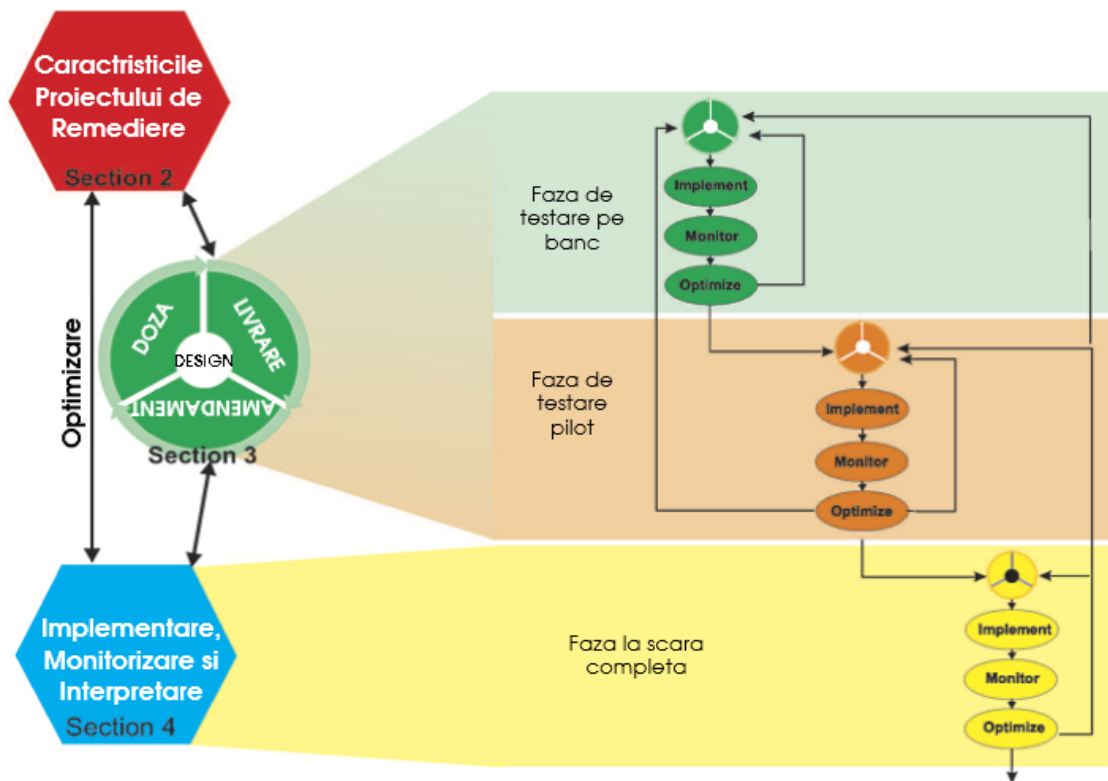 Caractristicile
Proiectului de
Remediere
Section 2
Optimizare
DOZA
LIVRARE
DESIGN
AMENDAMENT
Section 3
Implementare,
Monitorizare si
Interpretare
Section 4
Faza de
testare pe
banc
Implement
Monitor
Optimize
Faza de
testare
pilot
Implement
Monitor
Optimize
Faza la scara
completa
Implement
Monitor
Optimize